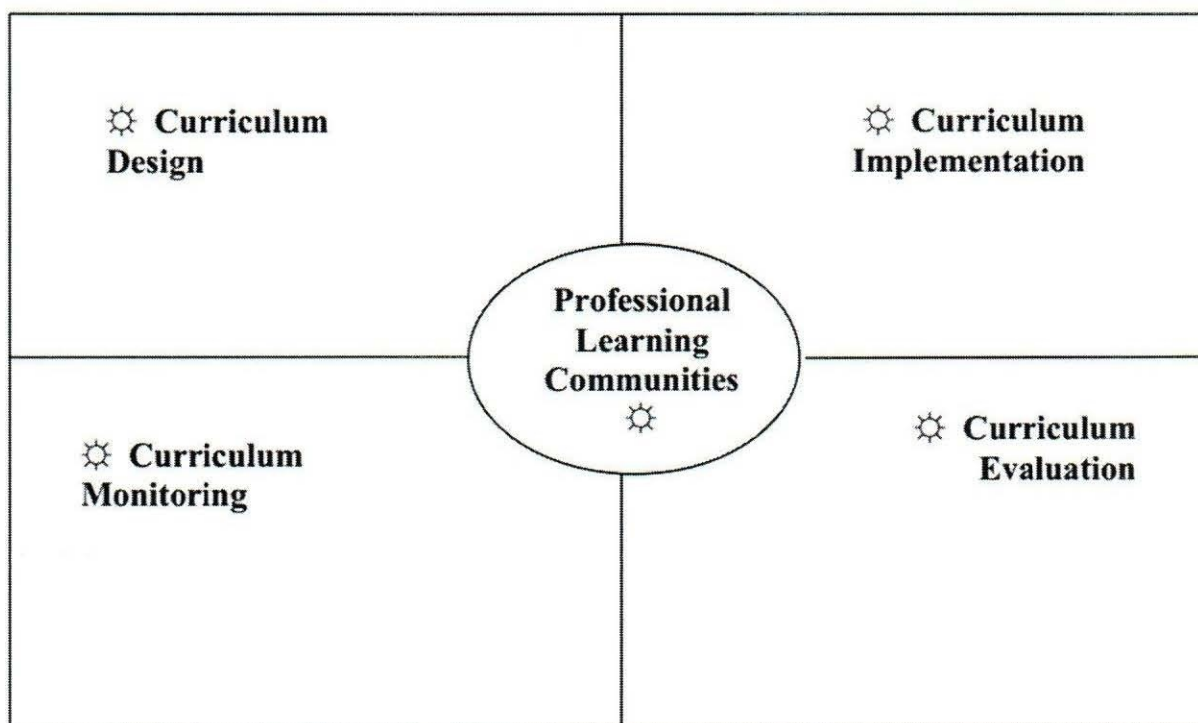 ☼ Curriculum
Design
☼ Curriculum
Implementation
Professional
Learning
Communities
☼
☼ Curriculum
Monitoring
☼ Curriculum
Evaluation